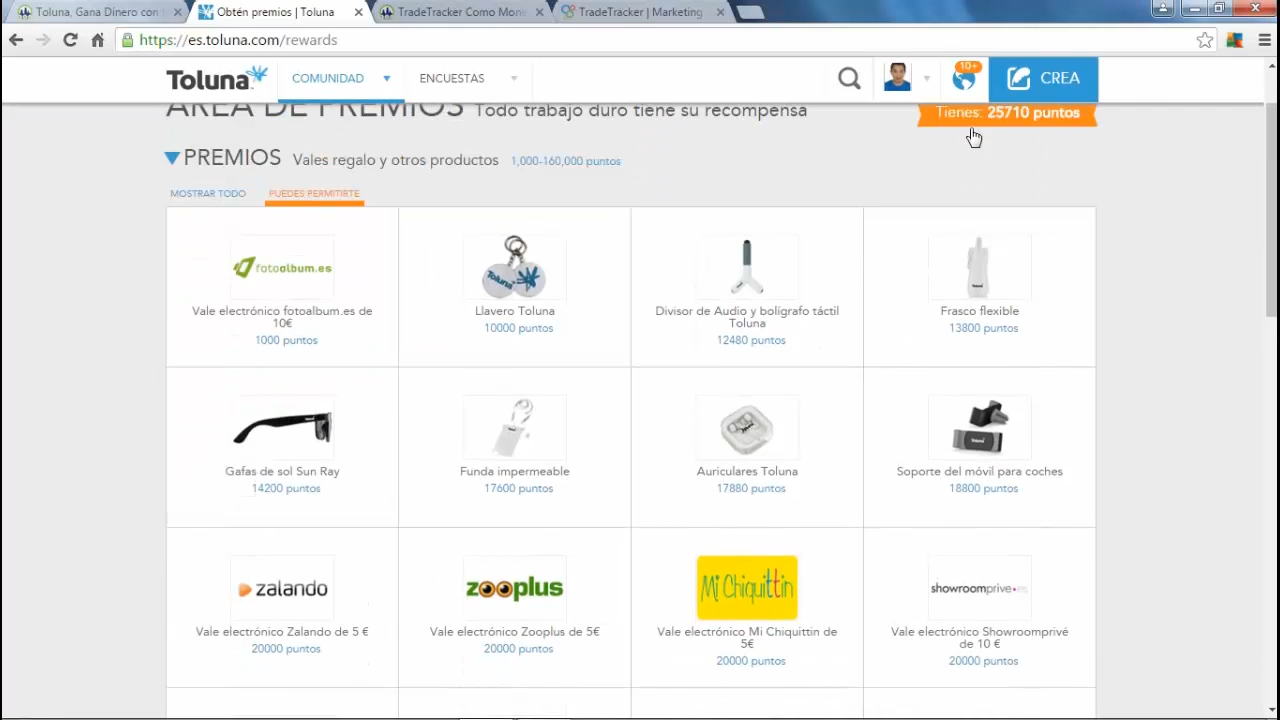 Toluna, Gana Dinero con
Obtén premios | Toluna
TradeTracker Como Mone
TradeTracker | Marketing
https://es.toluna.com/rewards
Toluna
COMUNIDAD
ENCUESTAS
10+
CREA
ÁREA DE PREMIOS Todo trabajo duro tiene su recompensa
Tienes: 25710 puntos
PREMIOS Vales regalo y otros productos 1,000-160,000 puntos
MOSTRAR TODO
PUEDES PERMITIRTE
fotoalbum.es
Vale electrónico fotoalbum.es de
10€
1000 puntos
Toluna
Llavero Toluna
10000 puntos
Divisor de Audio y bolígrafo táctil
Toluna
12480 puntos
Frasco flexible
13800 puntos
Gafas de sol Sun Ray
14200 puntos
Funda impermeable
17600 puntos
Auriculares Toluna
17880 puntos
Soporte del móvil para coches
18800 puntos
zalando
Vale electrónico Zalando de 5 €
20000 puntos
zooplus
Vale electrónico Zooplus de 5€
20000 puntos
Mi Chiquittin
Vale electrónico Mi Chiquittin de
5€
20000 puntos
showroomprive.es
Vale electrónico Showroomprivé
de 10 €
20000 puntos